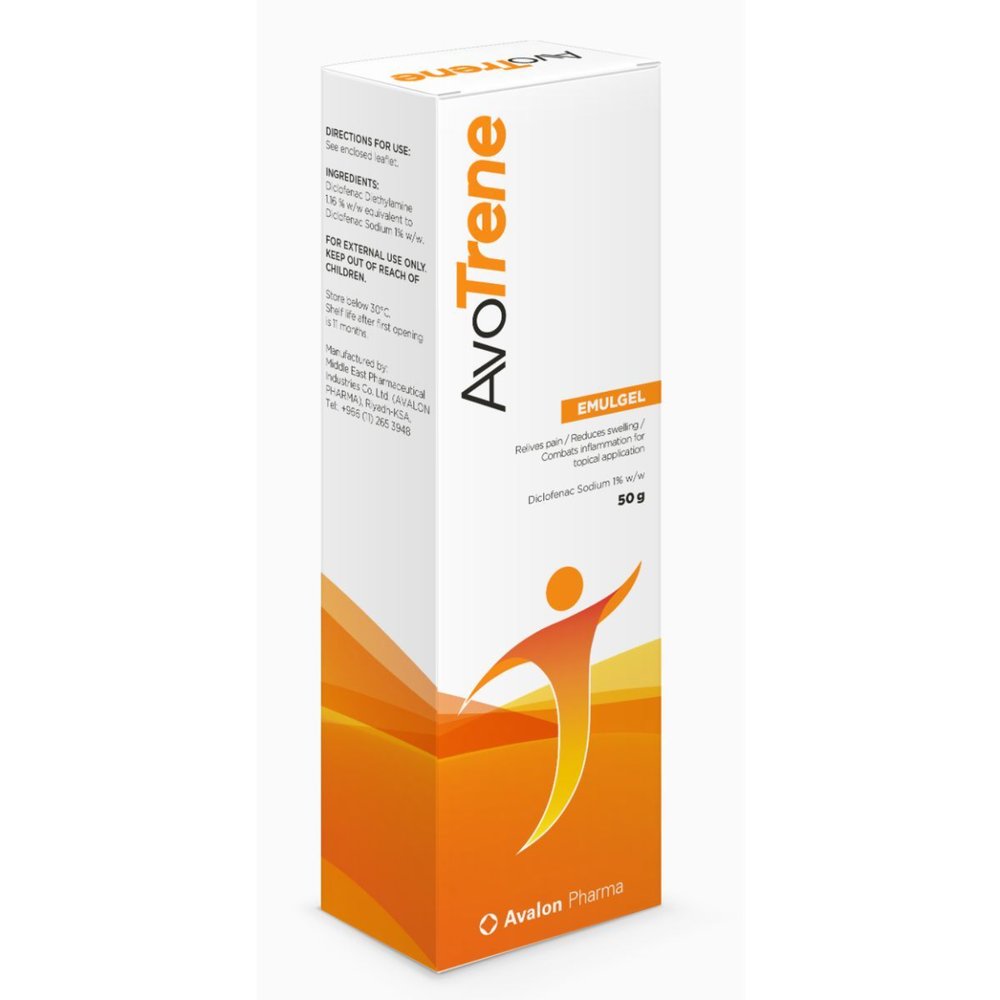 AvoTrene
DIRECTIONS FOR USE:
See enclosed leaflet.
INGREDIENTS:
Diclofenac Diethylamine
1.16 % w/w equivalent to
Diclofenac Sodium 1% w/w.
FOR EXTERNAL USE ONLY.
KEEP OUT OF REACH OF
CHILDREN.
Store below 30°C.
Shelf life after first opening
is 11 months.
Manufactured by:
Middle East Pharmaceutical
Industries Co. Ltd. (AVALON
PHARMA), Riyadh-KSA,
Tel: +966 (11) 265 3948
AvoTrene
EMULGEL
Relives pain / Reduces swelling /
Combats inflammation for
topical application
Diclofenac Sodium 1% w/w
50 g
Avalon Pharma